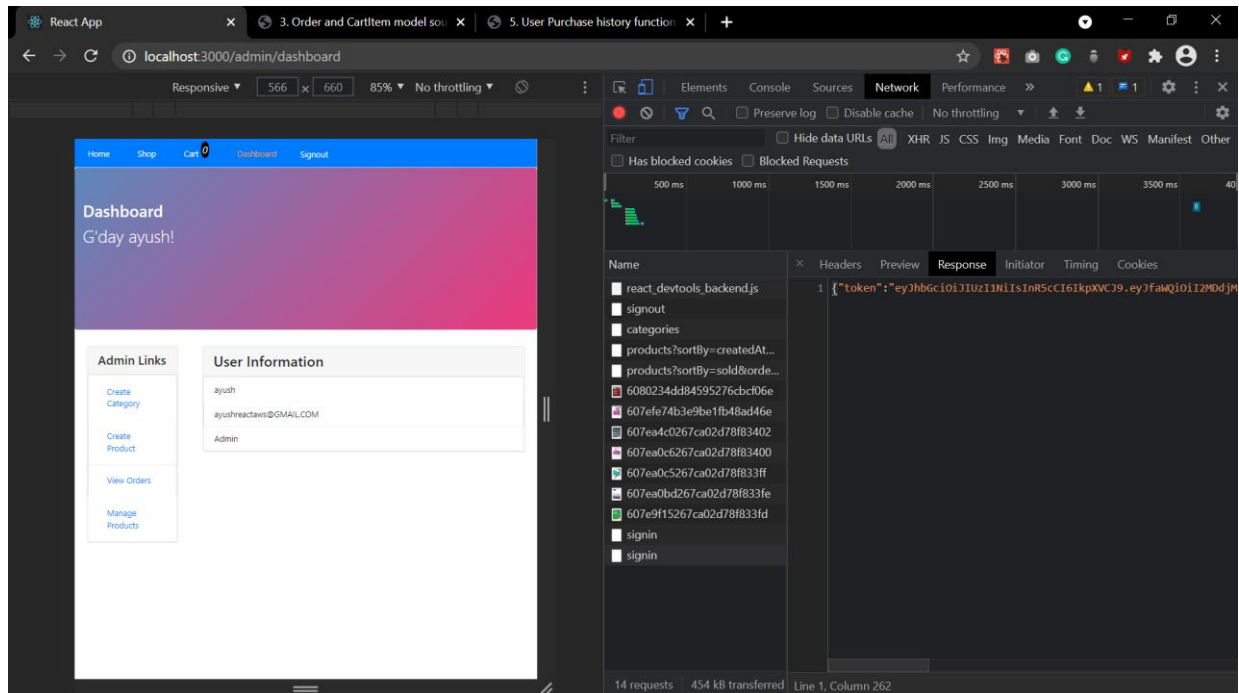 React App
3. Order and CartItem model sou
5. User Purchase history function
localhost:3000/admin/dashboard
Responsive 566 x 660 85% No throttling
Elements Console Sources Network Performance » 1 1
Preserve log Disable cache No throttling
Filter Hide data URLs All XHR JS CSS Img Media Font Doc WS Manifest Other
Has blocked cookies Blocked Requests
500 ms 1000 ms 1500 ms 2000 ms 2500 ms 3000 ms 3500 ms 40
Home Shop Cart 0 Dashboard Signout
Dashboard
G'day ayush!
Admin Links
Create
Category
Create
Product
View Orders
Manage
Products
User Information
ayush
ayushreactaws@GMAIL.COM
Admin
Name
react_devtools_backend.js
signout
categories
products?sortBy=createdAt...
products?sortBy=sold&orde...
6080234dd84595276cbcf06e
607efe74b3e9be1fb48ad46e
607ea4c0267ca02d78f83402
607ea0c6267ca02d78f83400
607ea0c5267ca02d78f833ff
607ea0bd267ca02d78f833fe
607e9f15267ca02d78f833fd
signin
signin
× Headers Preview Response Initiator Timing Cookies
1 {"token":"eyJhbGciOiJIUzI1NiIsInR5cCI6IkpXVCJ9.eyJfaWQiOiI2MDdjM
14 requests 454 kB transferred Line 1, Column 262